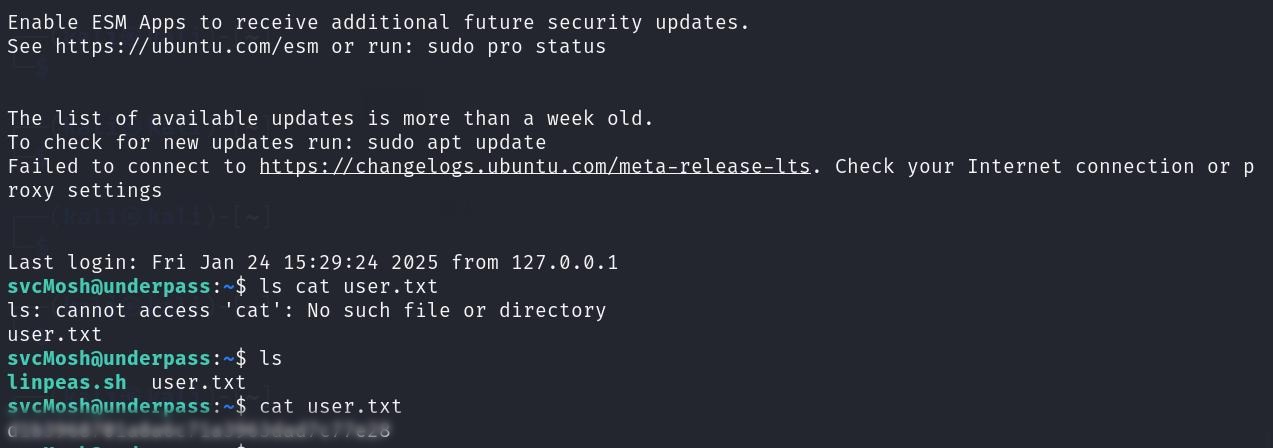 Enable ESM Apps to receive additional future security updates.
See https://ubuntu.com/esm or run: sudo pro status
The list of available updates is more than a week old.
To check for new updates run: sudo apt update
Failed to connect to https://changelogs.ubuntu.com/meta-release-lts. Check your Internet connection or p
roxy settings
Last login: Fri Jan 24 15:29:24 2025 from 127.0.0.1
svcMosh@underpass:~$ ls cat user.txt
ls: cannot access 'cat': No such file or directory
user.txt
svcMosh@underpass:~$ ls
linpeas.sh  user.txt
svcMosh@underpass:~$ cat user.txt